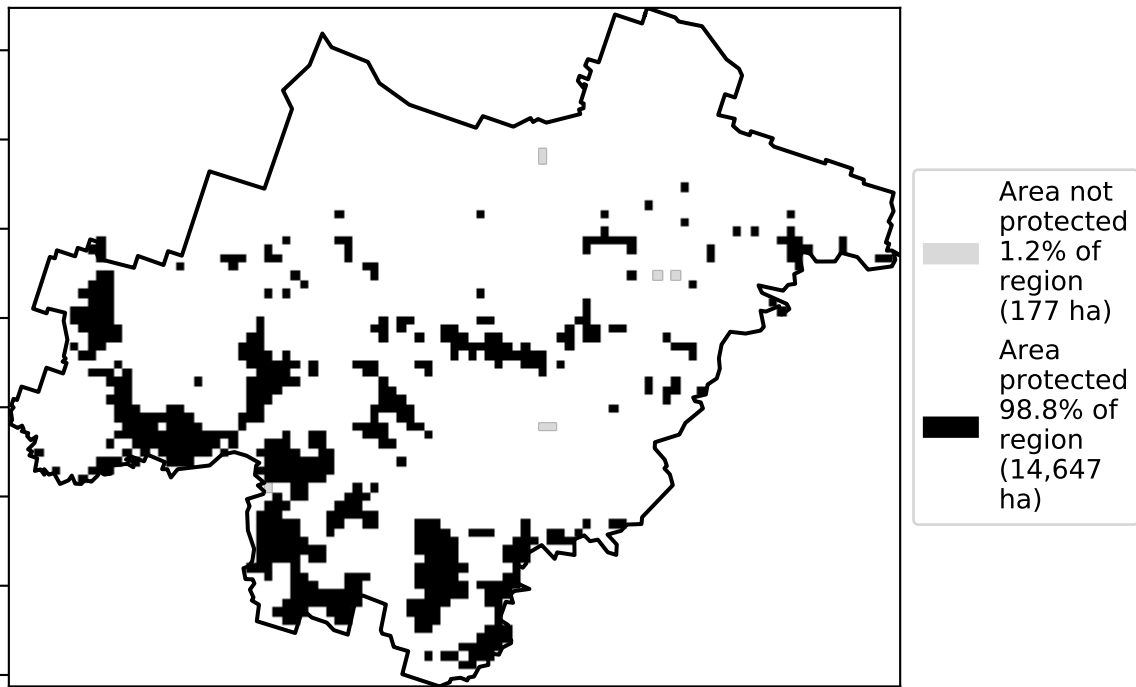 Area not
protected
1.2% of
region
(177 ha)
Area
protected
98.8% of
region
(14,647
ha)